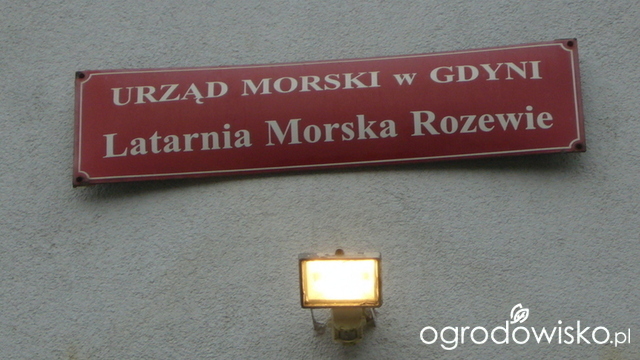 URZĄD MORSKI w GDYNI
Latarnia Morska Rozewie
ogrodowisko.pl